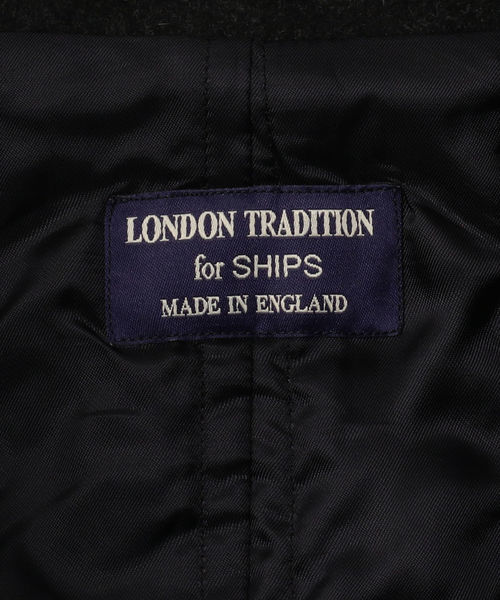 LONDON TRADITION
for SHIPS
MADE IN ENGLAND